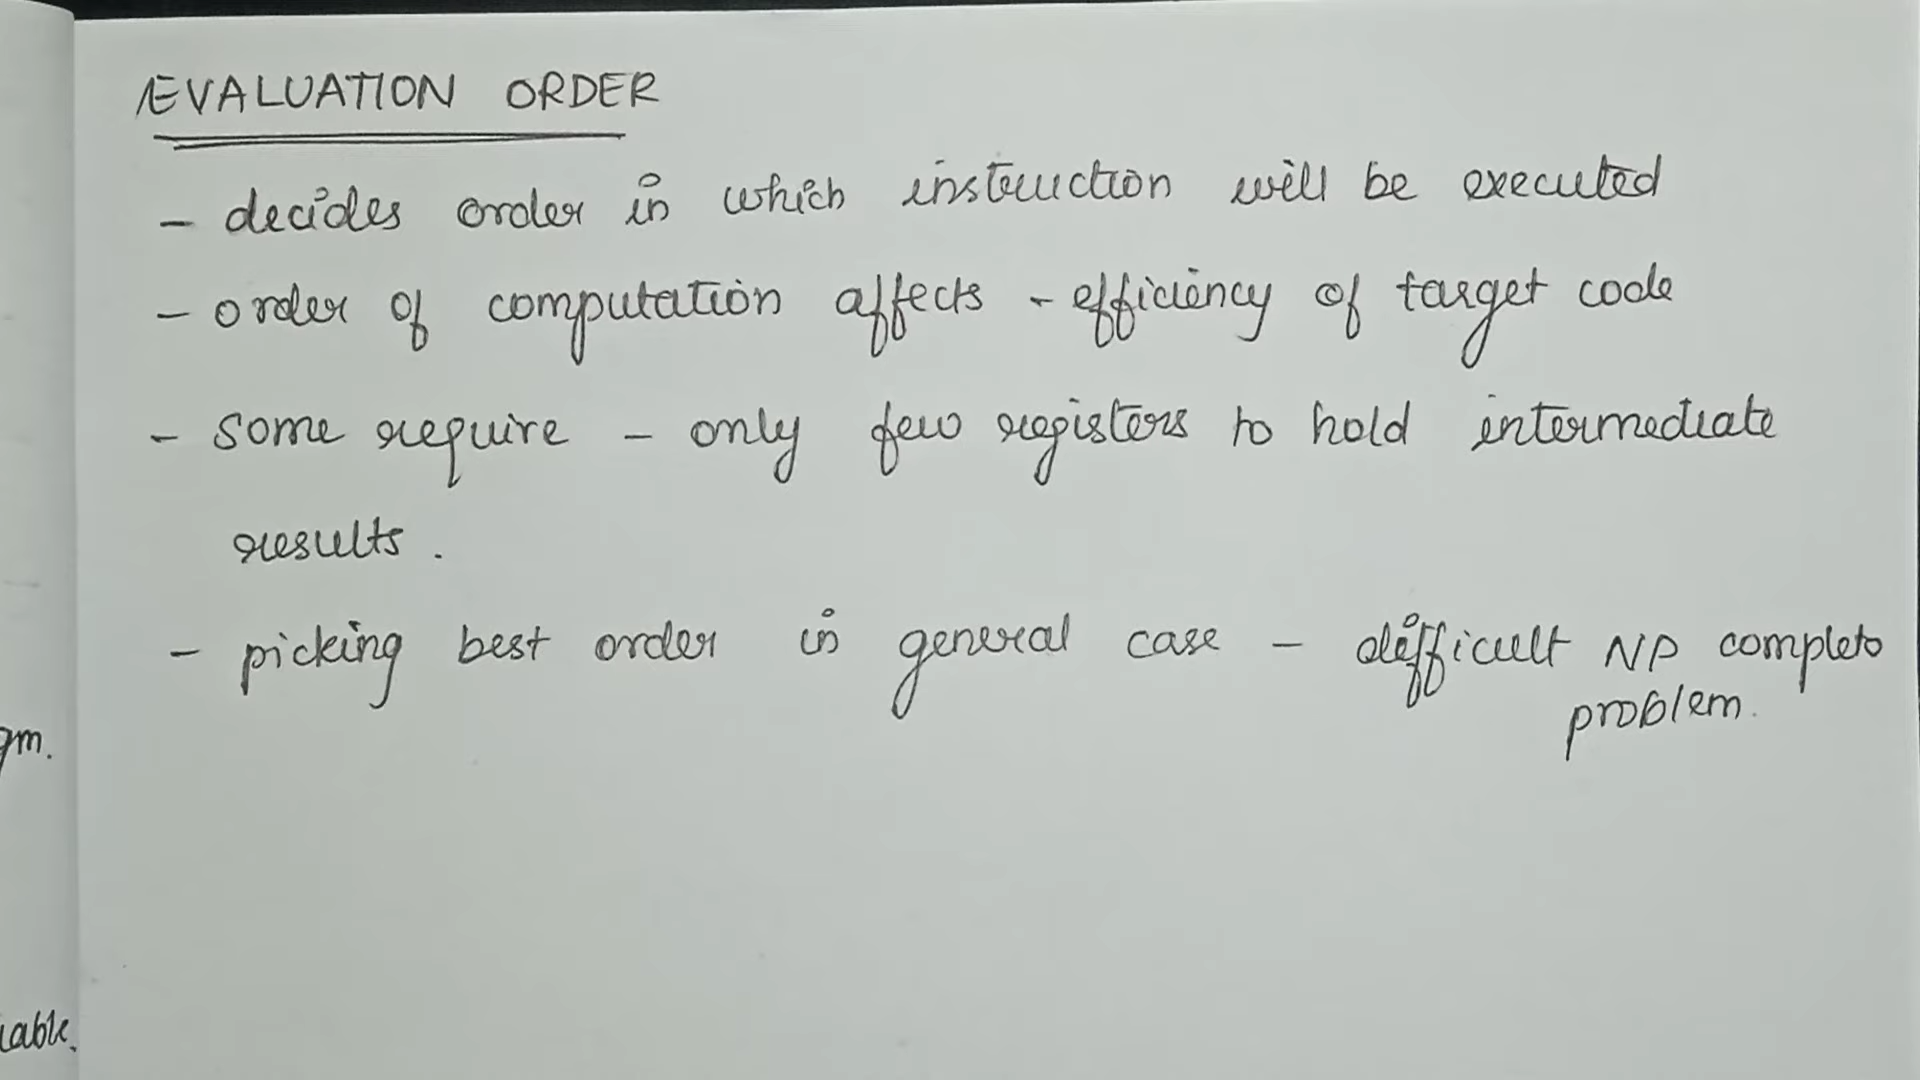 EVALUATION ORDER
- decides order in which instruction will be executed
- order of computation affects - efficiency of target code
- some require - only few registers to hold intermediate
results.
- picking best order in general case - difficult NP complete
problem.
gm.
iable.